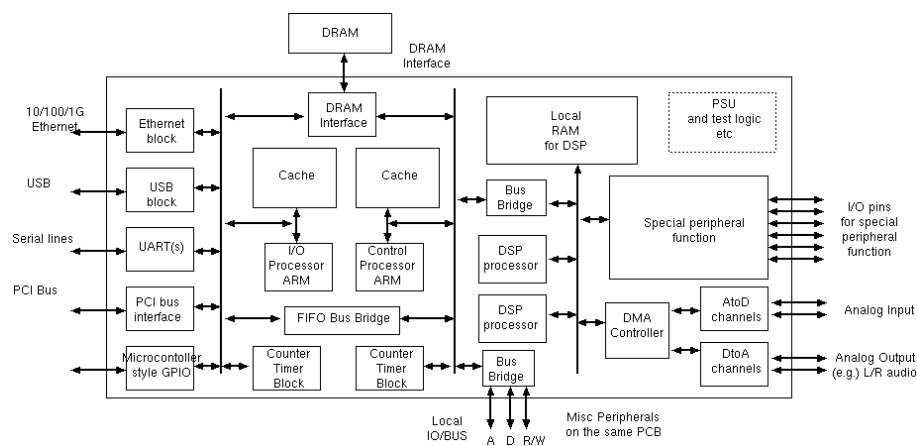 DRAM
DRAM
Interface
10/100/1G
Ethernet
Ethernet
block
DRAM
Interface
Local
RAM
for DSP
PSU
and test logic
etc
USB
USB
block
Cache
Cache
Bus
Bridge
Special peripheral
function
I/O pins
for special
peripheral
function
Serial lines
UART(s)
I/O
Processor
ARM
Control
Processor
ARM
DSP
processor
PCI Bus
PCI bus
interface
FIFO Bus Bridge
DSP
processor
DMA
Controller
AtoD
channels
Analog Input
Microcontoller
style GPIO
Counter
Timer
Block
Counter
Timer
Block
Bus
Bridge
DtoA
channels
Analog Output
(e.g.) L/R audio
Local
IO/BUS
A D R/W
Misc Peripherals
on the same PCB